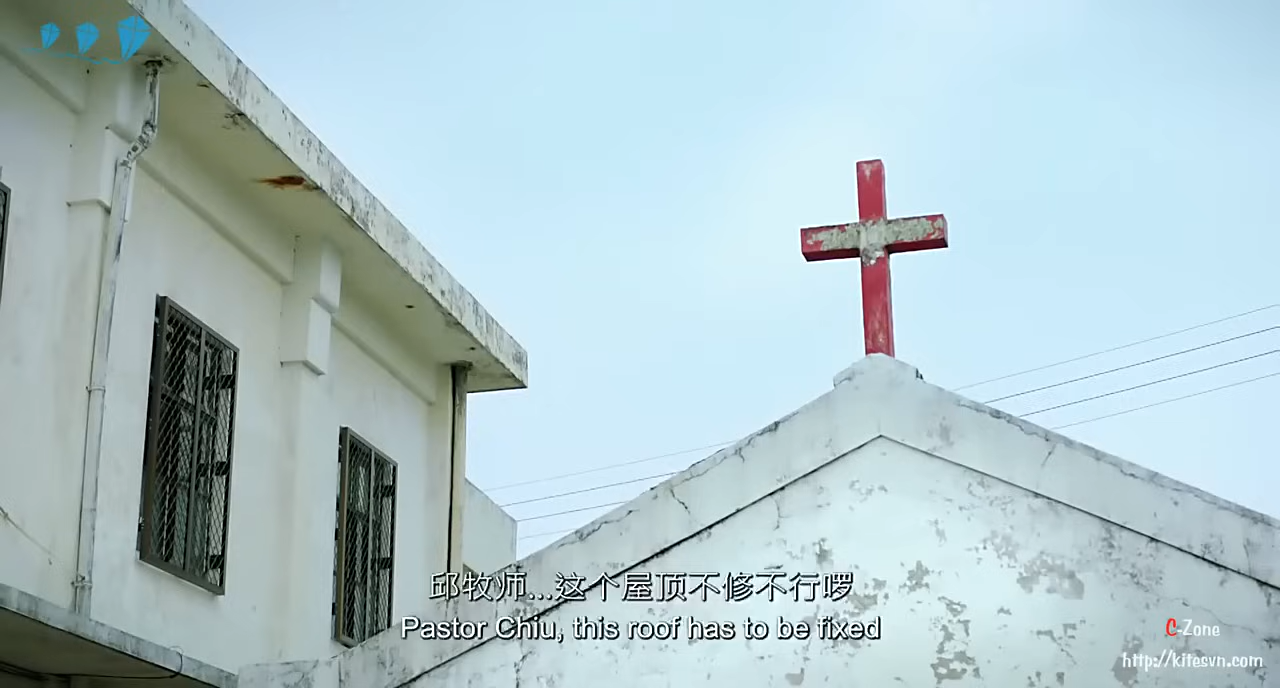 邱牧师...这个屋顶不修不行啰
Pastor Chiu, this roof has to be fixed
C-Zone
http://kitesvn.com